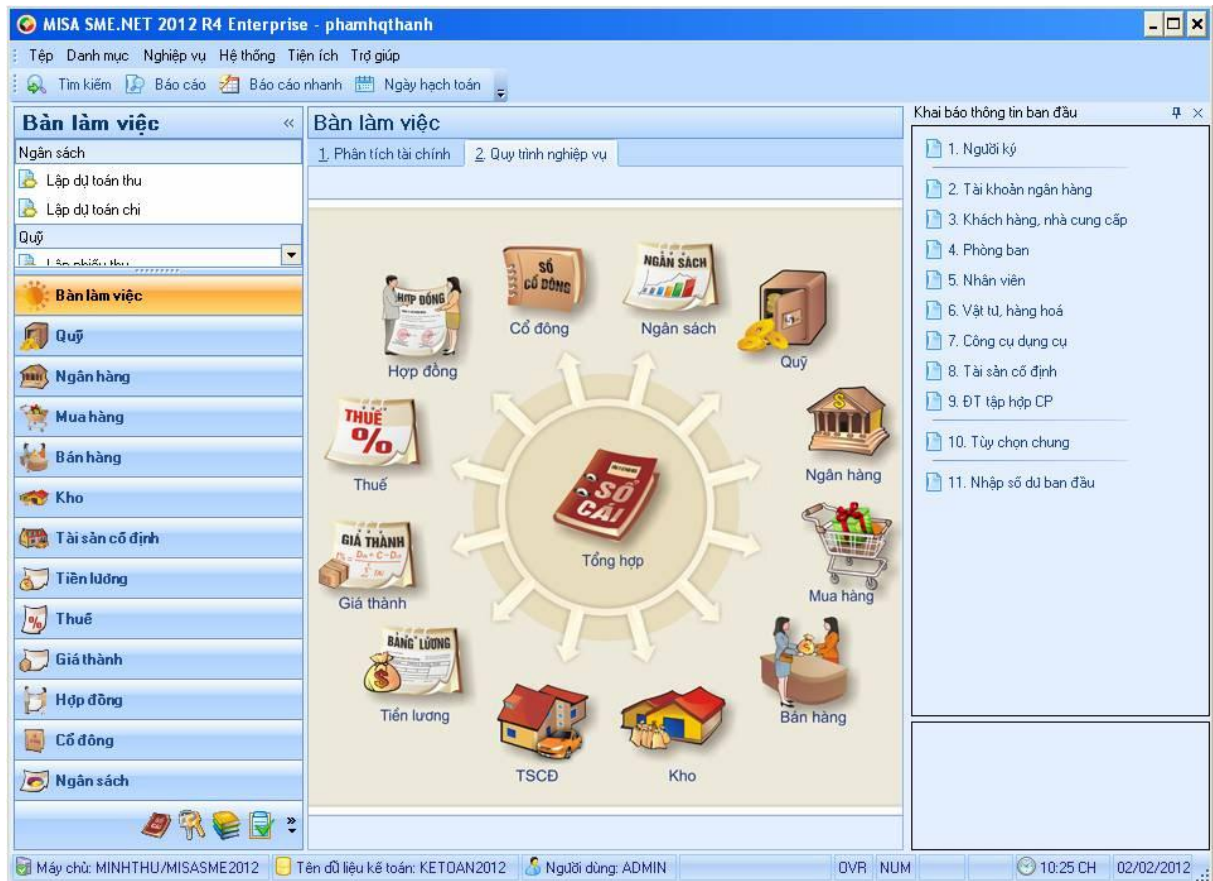 MISA SME.NET 2012 R4 Enterprise - phamhqthanh
Tệp Danh mục Nghiệp vụ Hệ thống Tiện ích Trợ giúp
Tìm kiếm Báo cáo Báo cáo nhanh Ngày hạch toán
Bàn làm việc
Ngân sách
Lập dự toán thu
Lập dự toán chi
Quỹ
Lập phiếu thu
Bàn làm việc
Quỹ
Ngân hàng
Mua hàng
Bán hàng
Kho
Tài sản cố định
Tiền lương
Thuế
Giá thành
Hợp đồng
Cổ đông
Ngân sách
Bàn làm việc
1. Phân tích tài chính
2. Quy trình nghiệp vụ
HỢP ĐỒNG
Hợp đồng
SỔ CỔ ĐÔNG
Cổ đông
NGÂN SÁCH
Ngân sách
Quỹ
THUẾ %
Thuế
Ngân hàng
SỔ CÁI
Tổng hợp
GIÁ THÀNH
Giá thành
Mua hàng
BẢNG LƯƠNG
Tiền lương
TSCĐ
Kho
Bán hàng
Khai báo thông tin ban đầu
1. Người ký
2. Tài khoản ngân hàng
3. Khách hàng, nhà cung cấp
4. Phòng ban
5. Nhân viên
6. Vật tư, hàng hoá
7. Công cụ dụng cụ
8. Tài sản cố định
9. ĐT tập hợp CP
10. Tùy chọn chung
11. Nhập số dư ban đầu
Máy chủ: MINHTHU/MISASME2012
Tên dữ liệu kế toán: KETOAN2012
Người dùng: ADMIN
OVR NUM
10:25 CH 02/02/2012